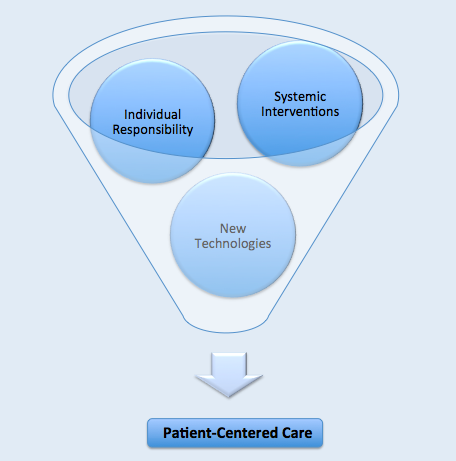 Individual
Responsibility
Systemic
Interventions
New
Technologies
Patient-Centered Care